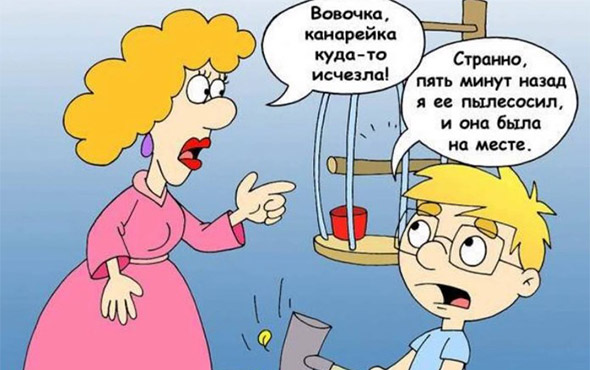 Вовочка,
канарейка
куда-то
исчезла!
Странно,
пять минут назад
я ее пылесосил,
и она была
на месте.